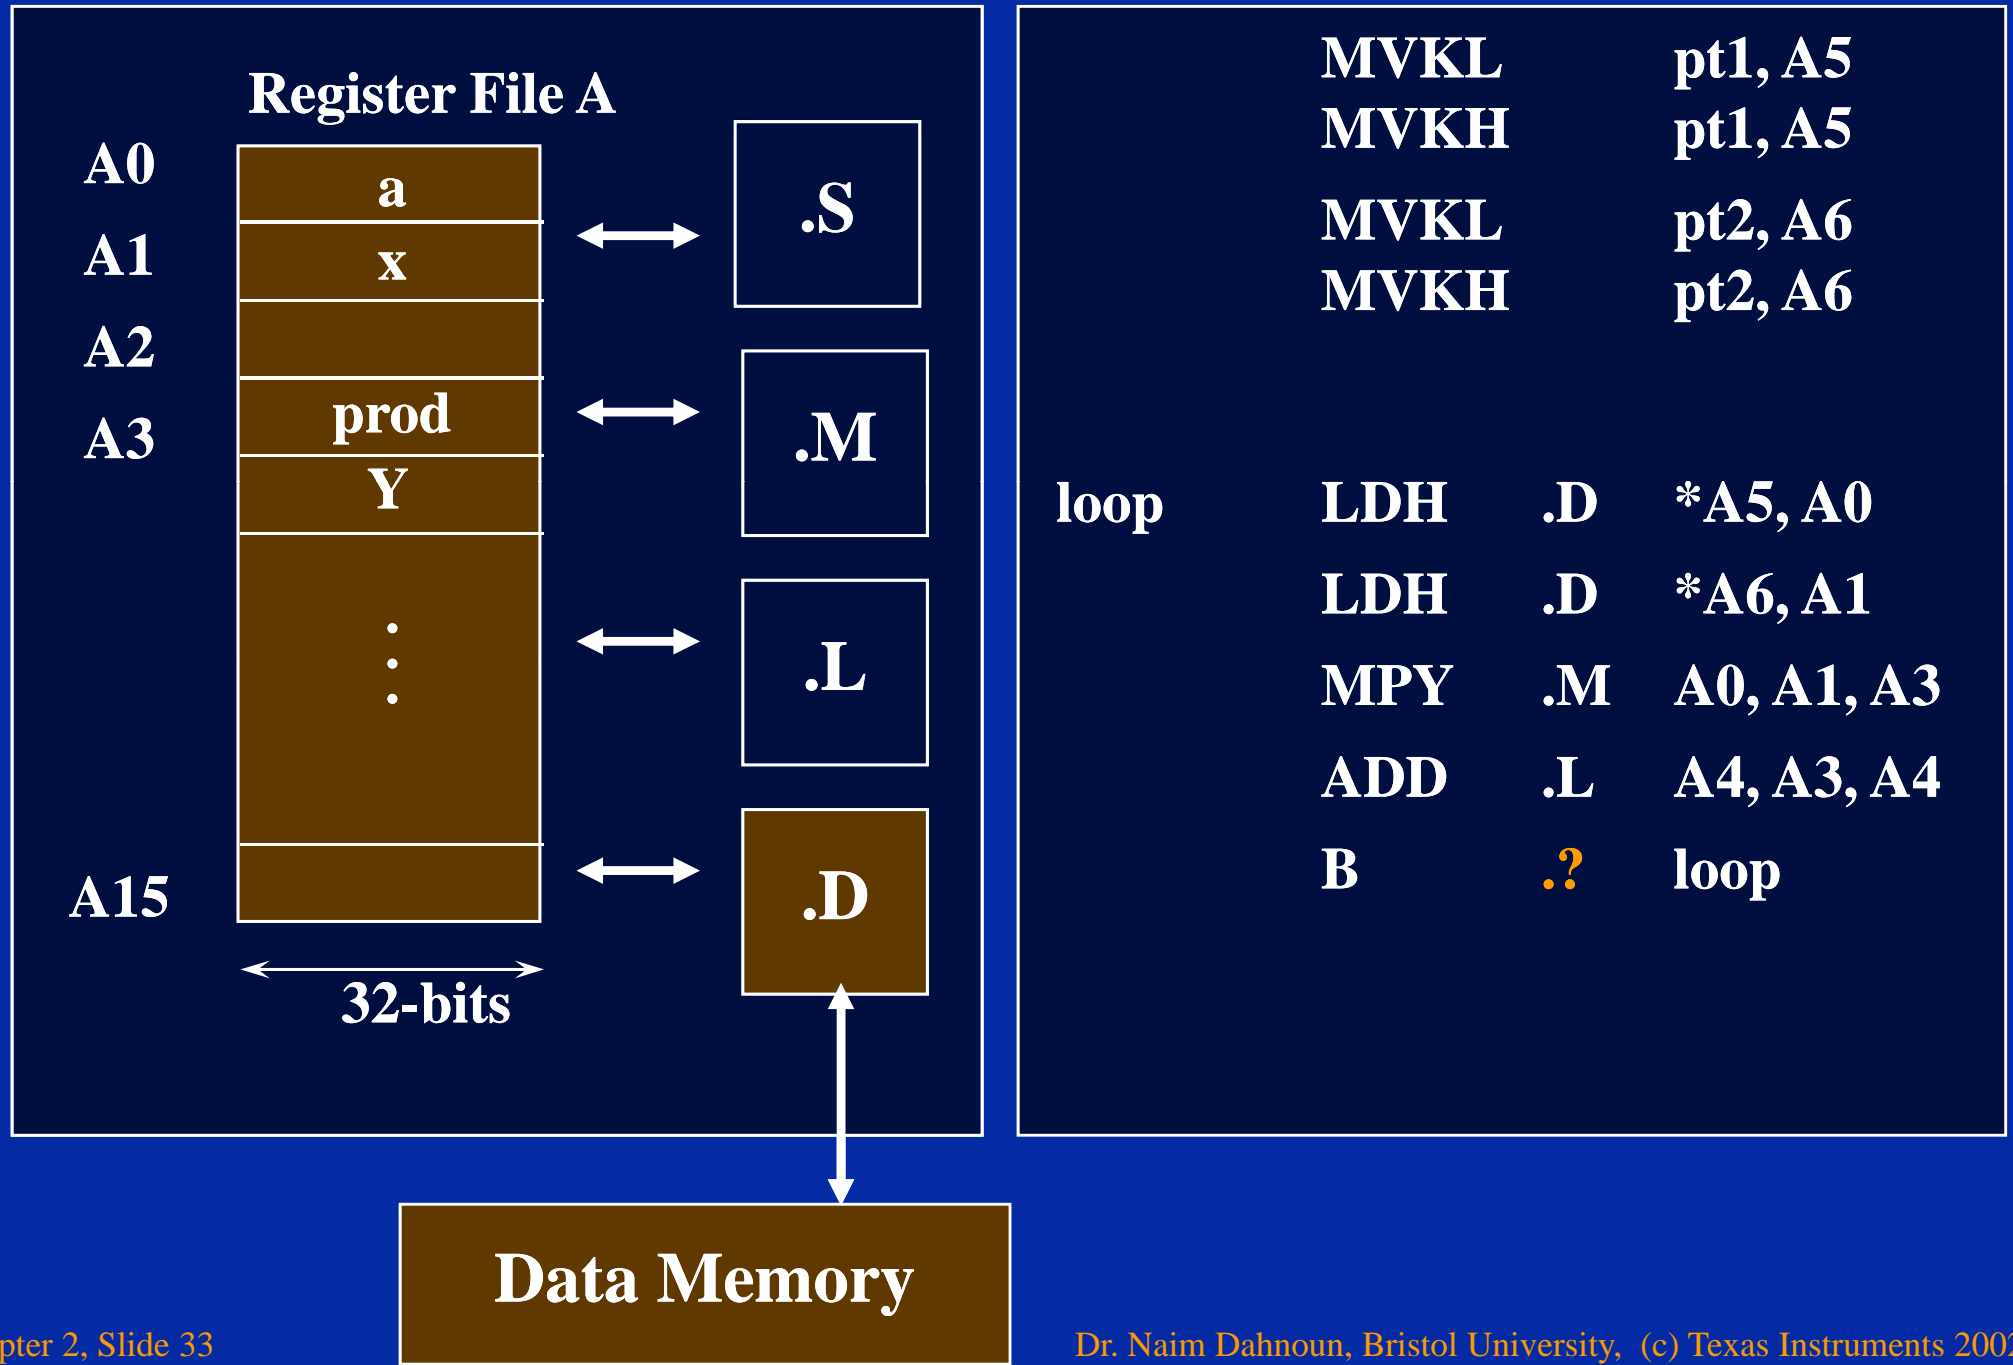 Register File A
A0
a
A1
x
A2
A3
prod
Y
A15
32-bits
.S
.M
.L
.D
Data Memory
MVKL pt1, A5
MVKH pt1, A5
MVKL pt2, A6
MVKH pt2, A6
loop LDH .D *A5, A0
LDH .D *A6, A1
MPY .M A0, A1, A3
ADD .L A4, A3, A4
B .? loop
pter 2, Slide 33
Dr. Naim Dahnoun, Bristol University, (c) Texas Instruments 200